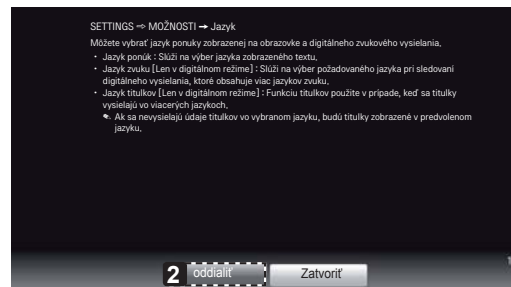 SETTINGS ⇨ MOŽNOSTI ➙ Jazyk
Môžete vybrať jazyk ponuky zobrazenej na obrazovke a digitálneho zvukového vysielania.
• Jazyk ponúk : Slúži na výber jazyka zobrazeného textu.
• Jazyk zvuku [Len v digitálnom režime] : Slúži na výber požadovaného jazyka pri sledovaní
digitálneho vysielania, ktoré obsahuje viac jazykov zvuku.
• Jazyk titulkov [Len v digitálnom režime] : Funkciu titulkov použite v prípade, keď sa titulky
vysielajú vo viacerých jazykoch.
Ak sa nevysielajú údaje titulkov vo vybranom jazyku, budú titulky zobrazené v predvolenom
jazyku.
2 oddialiť Zatvoriť